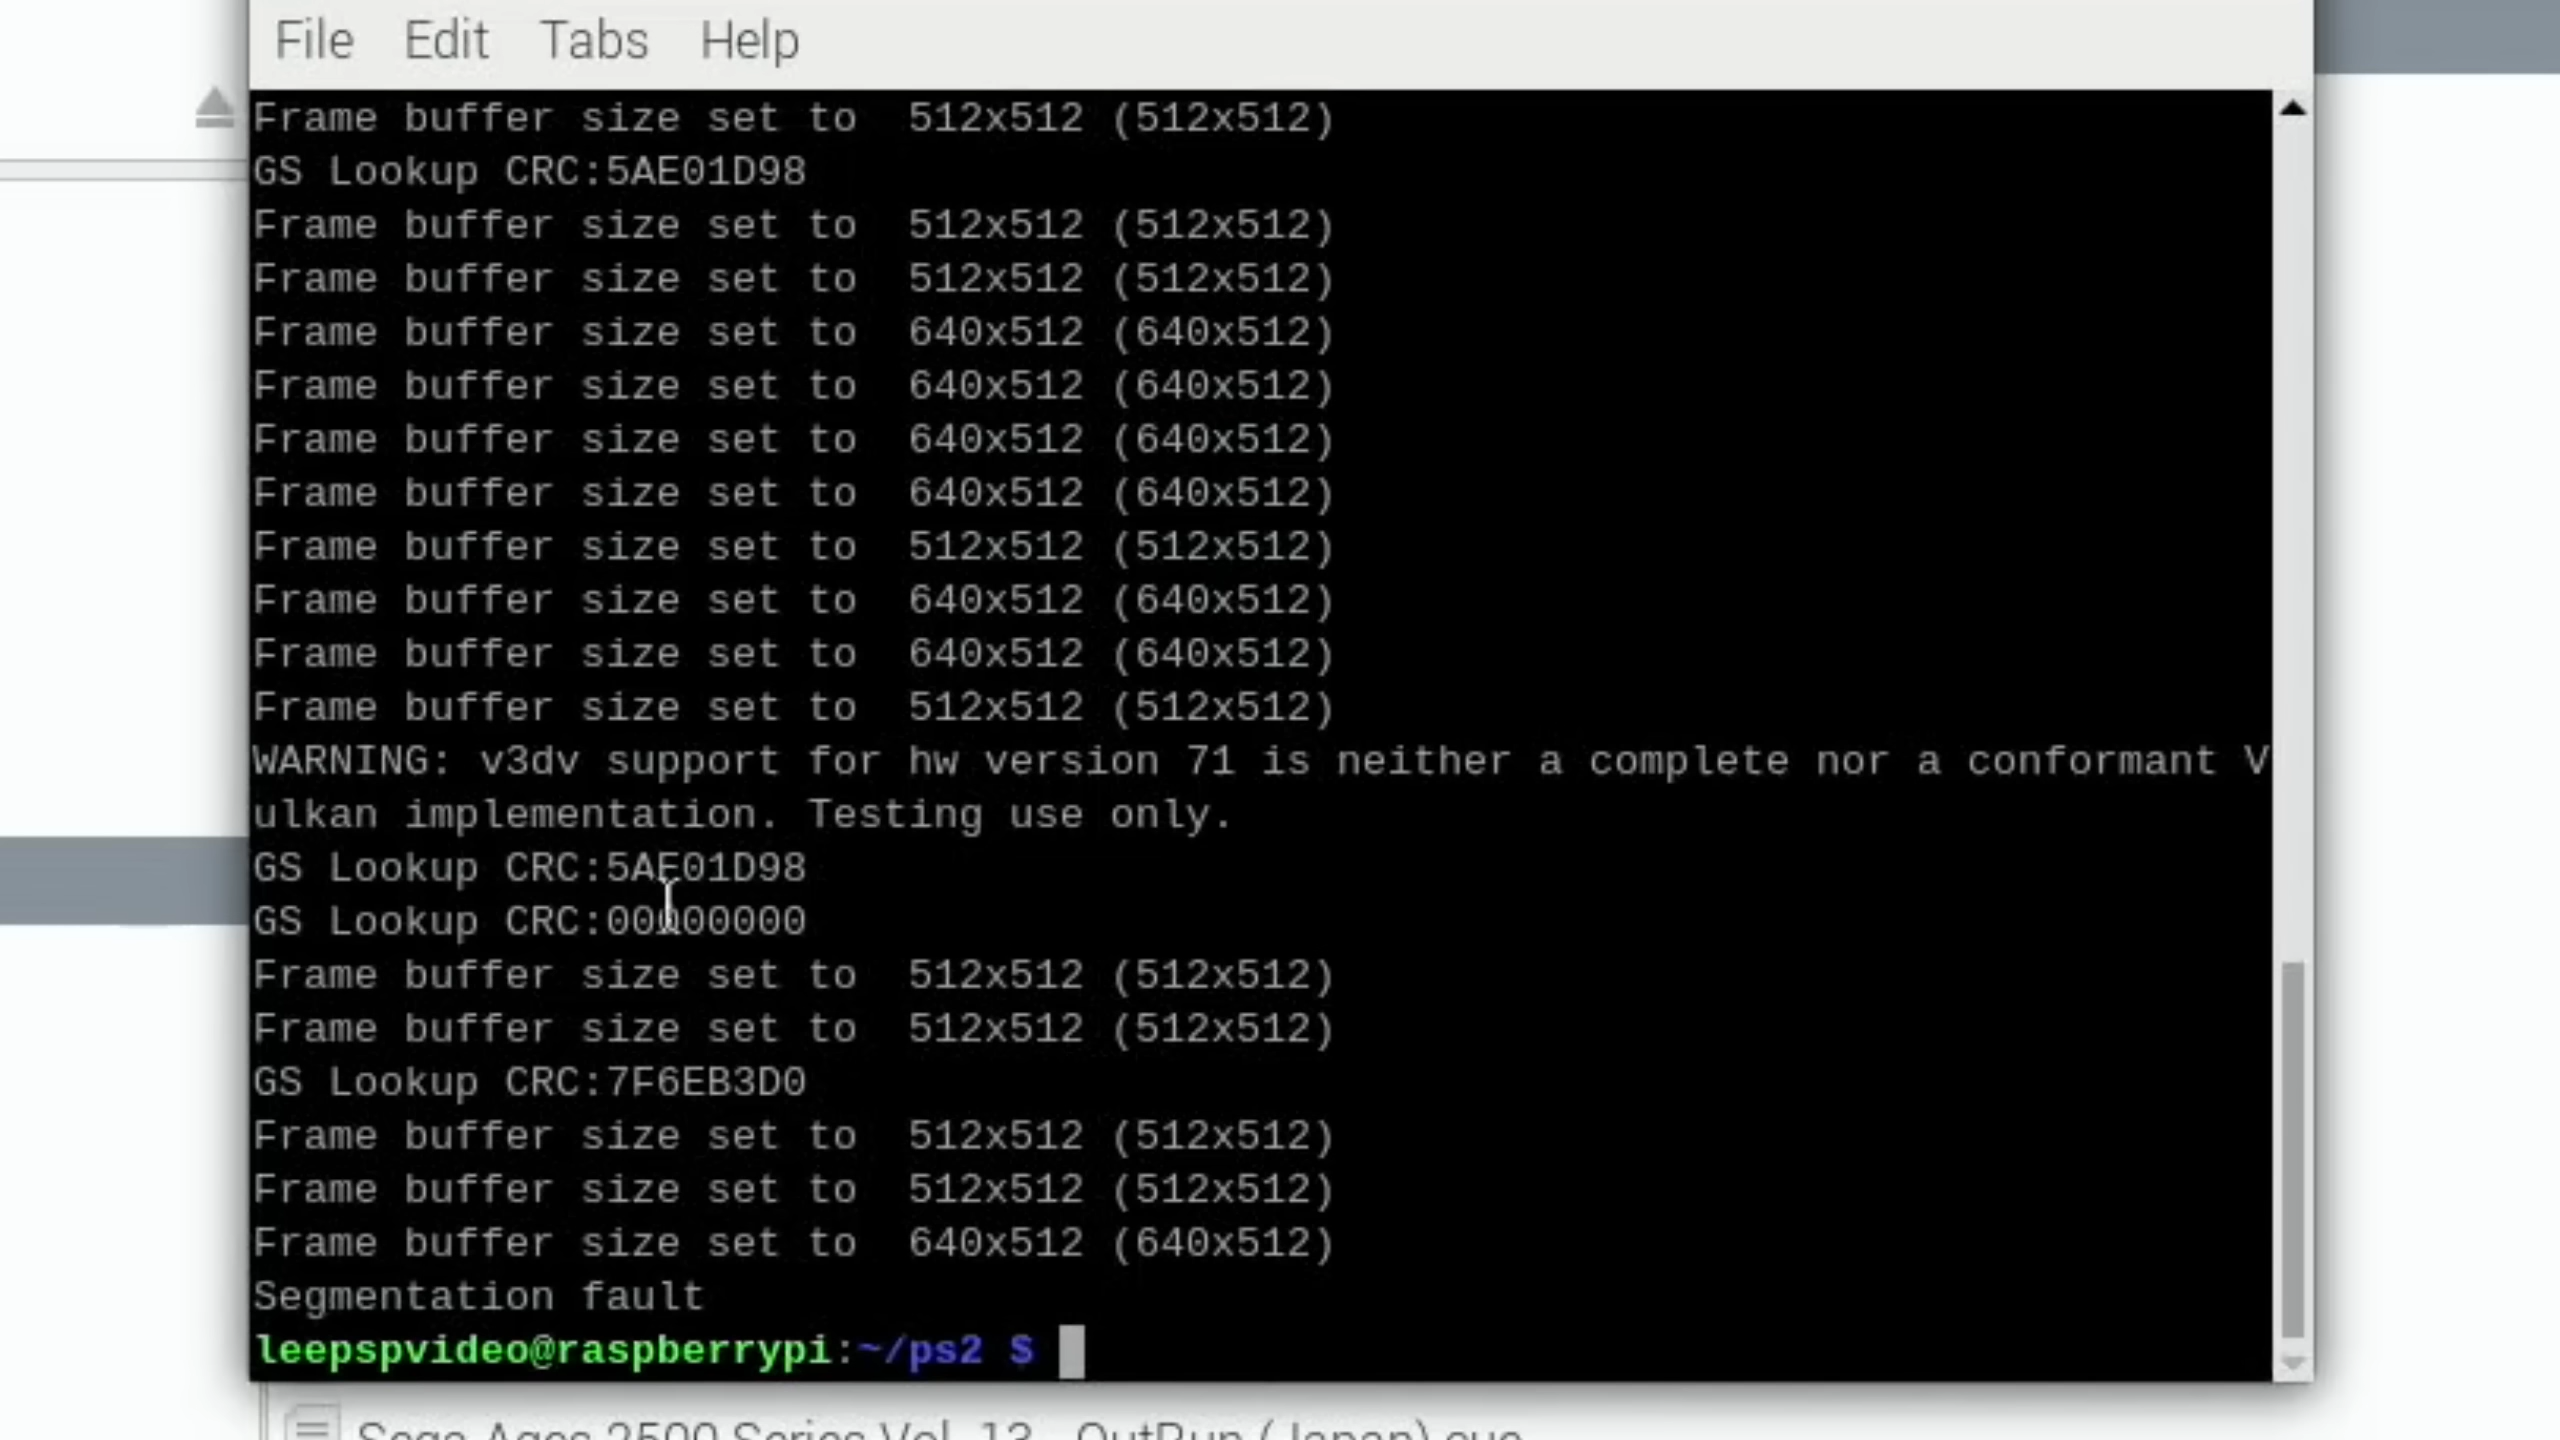 File Edit Tabs Help
Frame buffer size set to  512x512 (512x512)
GS Lookup CRC:5AE01D98
Frame buffer size set to  512x512 (512x512)
Frame buffer size set to  512x512 (512x512)
Frame buffer size set to  640x512 (640x512)
Frame buffer size set to  640x512 (640x512)
Frame buffer size set to  640x512 (640x512)
Frame buffer size set to  640x512 (640x512)
Frame buffer size set to  512x512 (512x512)
Frame buffer size set to  640x512 (640x512)
Frame buffer size set to  640x512 (640x512)
Frame buffer size set to  512x512 (512x512)
WARNING: v3dv support for hw version 71 is neither a complete nor a conformant V
ulkan implementation. Testing use only.
GS Lookup CRC:5AE01D98
GS Lookup CRC:00000000
Frame buffer size set to  512x512 (512x512)
Frame buffer size set to  512x512 (512x512)
GS Lookup CRC:7F6EB3D0
Frame buffer size set to  512x512 (512x512)
Frame buffer size set to  512x512 (512x512)
Frame buffer size set to  640x512 (640x512)
Segmentation fault
leepspvideo@raspberrypi:~/ps2 $
Sega Ages 2500 Series Vol. 13 - OutRun (Japan).cue